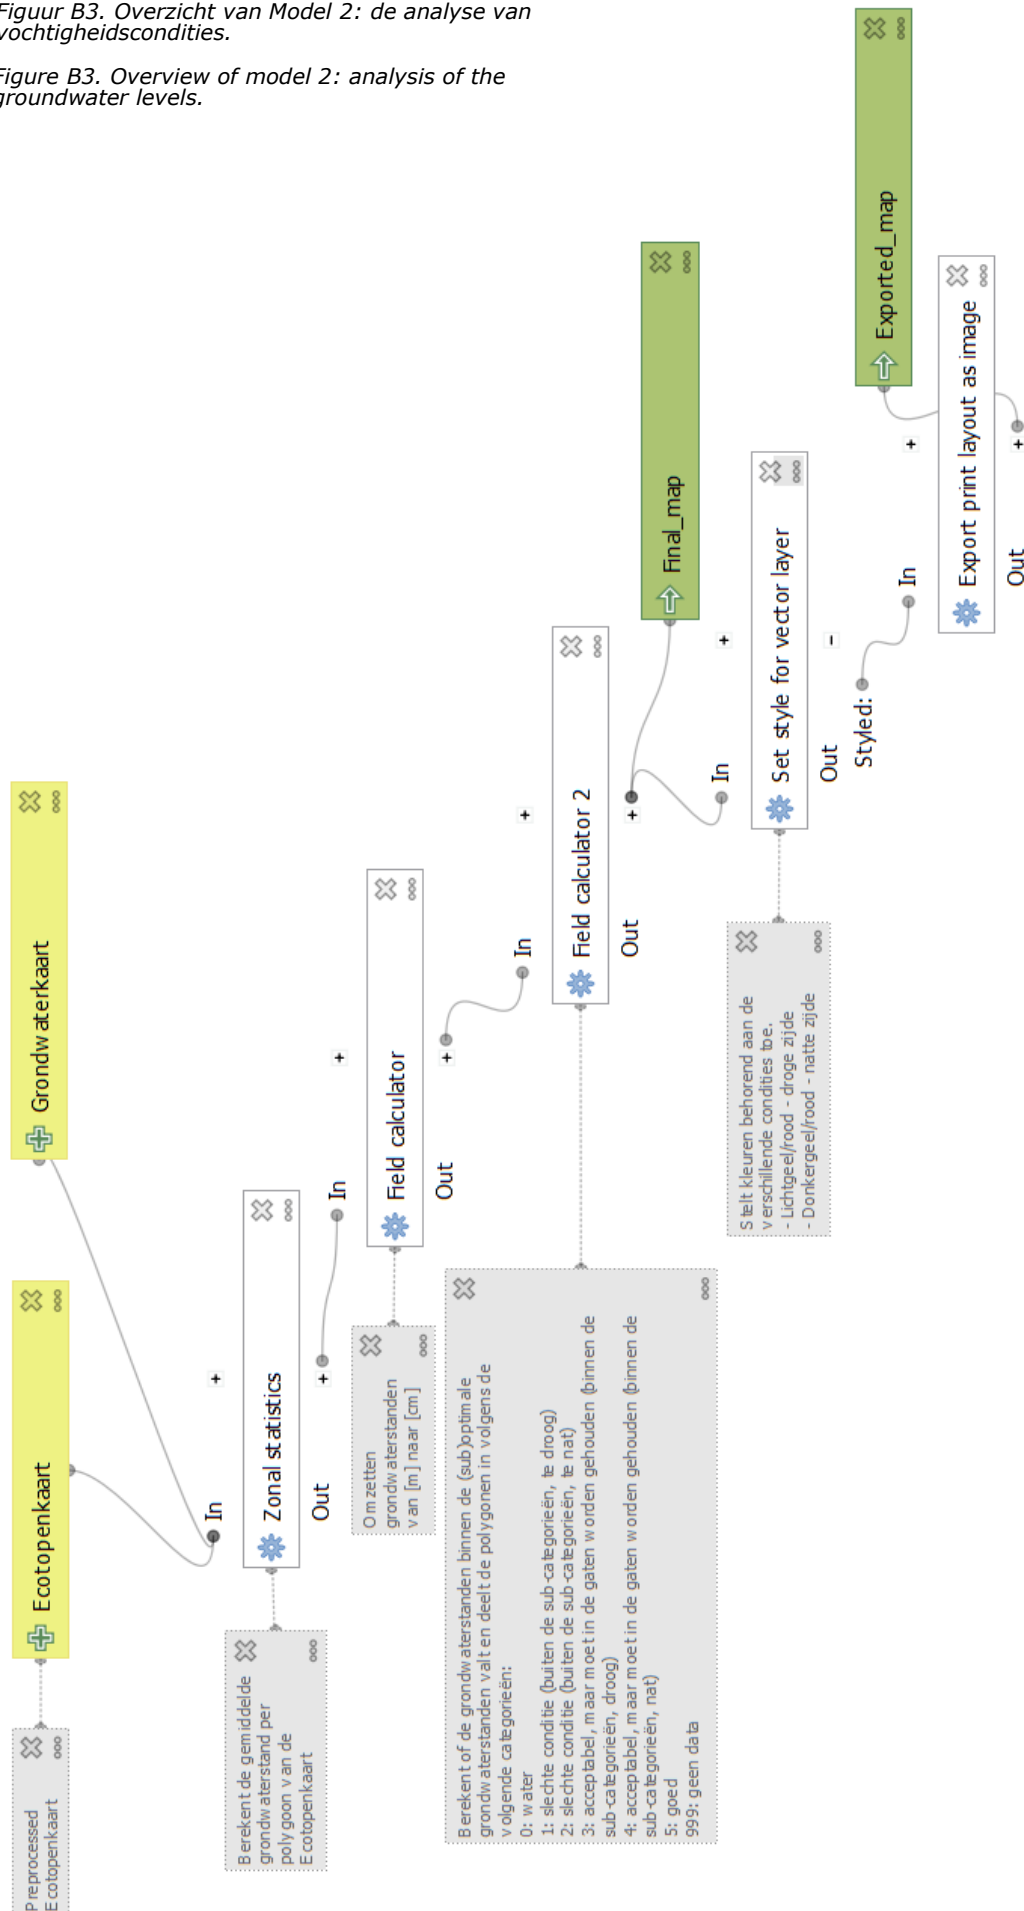 Figuur B3. Overzicht van Model 2: de analyse van
vochtigheidscondities.
Figure B3. Overview of model 2: analysis of the
groundwater levels.
Preprocessed
Ecotopenkaart
Ecotopenkaart
Grondwaterkaart
In
Berekent de gemiddelde
grondwaterstand per
polygoon van de
Ecotopenkaart
Zonal statistics
Out
In
Omzetten
grondwaterstanden
van [m] naar [cm]
Field calculator
Out
In
Berekent of de grondwaterstanden binnen de (sub)optimale
grondwaterstanden valt en deelt de polygonen in volgens de
volgende categorieën:
0: water
1: slechte conditie (buiten de sub-categorieën, te droog)
2: slechte conditie (buiten de sub-categorieën, te nat)
3: acceptabel, maar moet in de gaten worden gehouden (binnen de
sub-categorieën, droog)
4: acceptabel, maar moet in de gaten worden gehouden (binnen de
sub-categorieën, nat)
5: goed
999: geen data
Field calculator 2
Out
Final_map
In
Stelt kleuren behorend aan de
verschillende condities toe.
- Lichtgeel/rood - droge zijde
- Donkergeel/rood - natte zijde
Set style for vector layer
Out
Styled:
In
Exported_map
Export print layout as image
Out